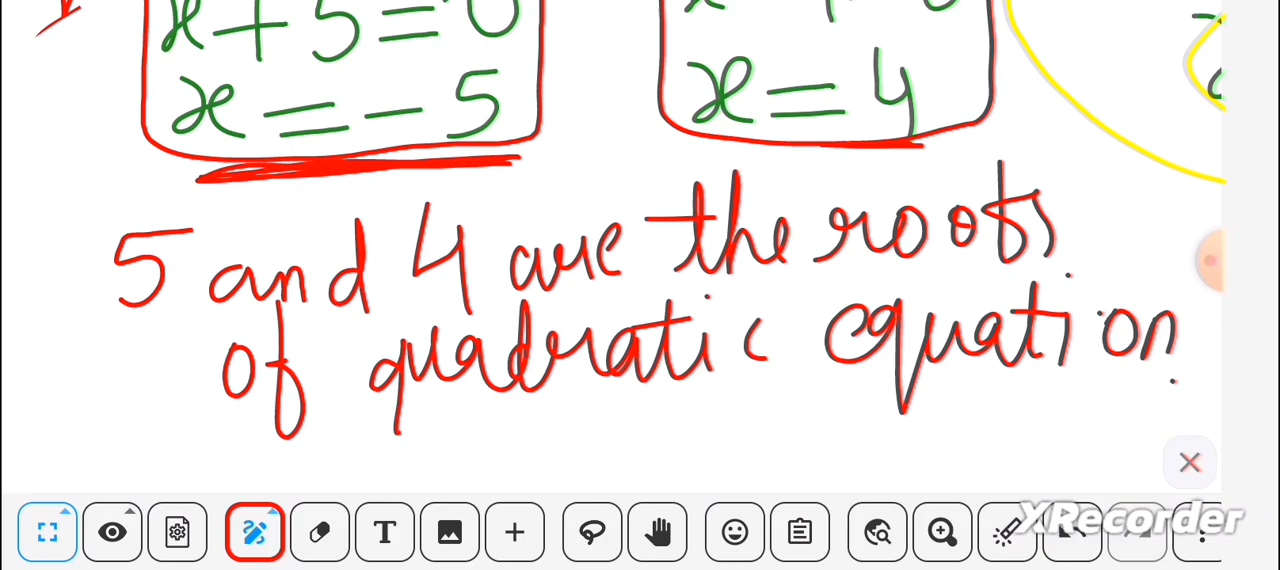 x+5=0
x=-5
x=4
5 and 4 are the roots
of quadratic equation.
T
XRecorder